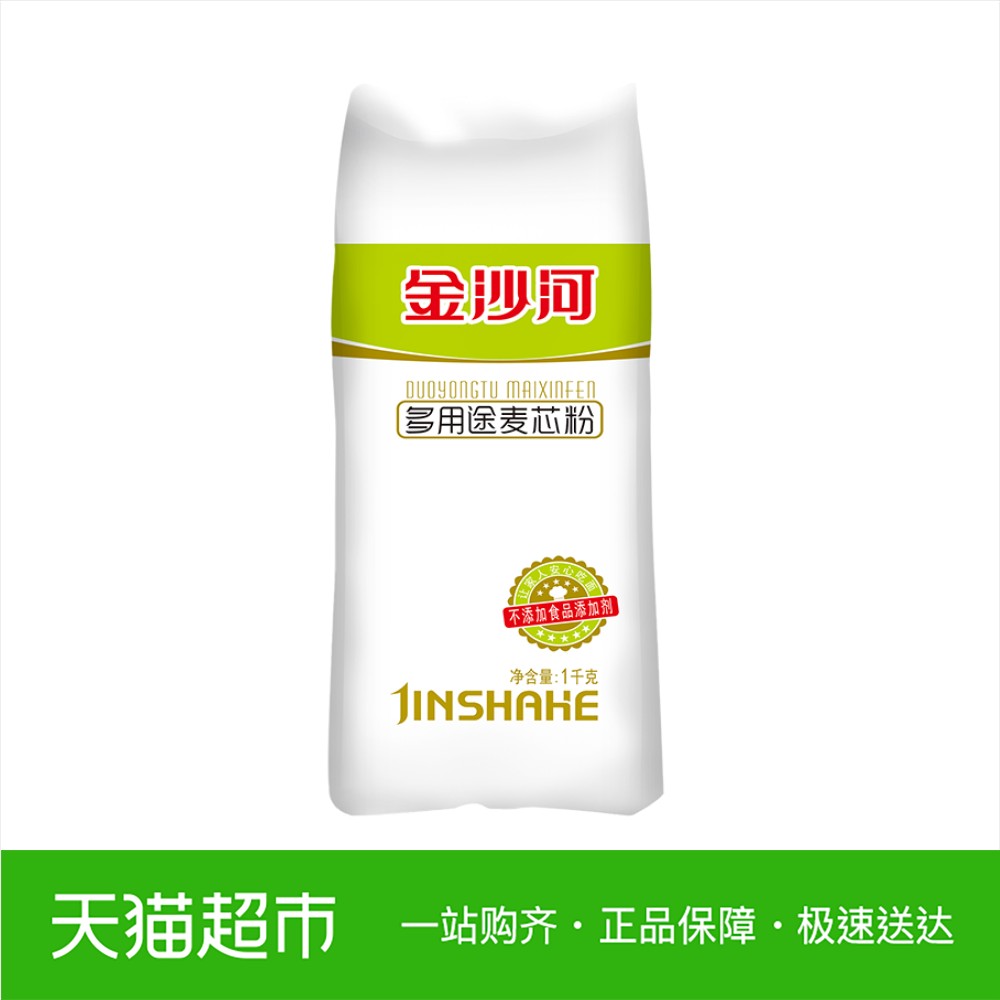 金沙河
DUOYONGTU MAIXINFEN
多用途麦芯粉
让家人安心吃面
不添加食品添加剂
净含量:1千克
JINSHAHE
天猫超市
一站购齐·正品保障·极速送达